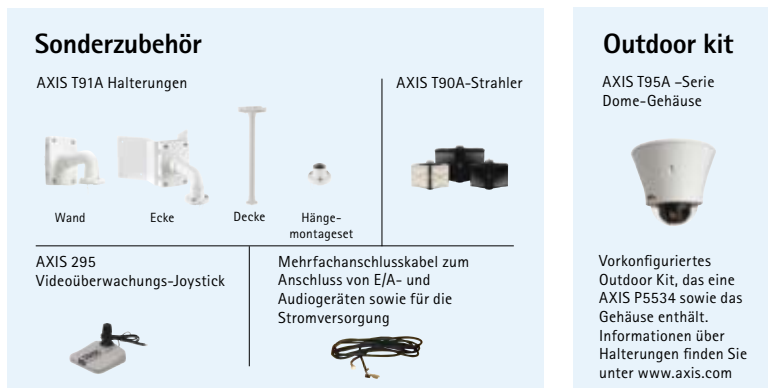 Sonderzubehör
AXIS T91A Halterungen
Wand
Ecke
Decke
Hänge-
montageset
AXIS T90A-Strahler
AXIS 295
Videoüberwachungs-Joystick
Mehrfachanschlusskabel zum
Anschluss von E/A- und
Audiogeräten sowie für die
Stromversorgung
Outdoor kit
AXIS T95A –Serie
Dome-Gehäuse
Vorkonfiguriertes
Outdoor Kit, das eine
AXIS P5534 sowie das
Gehäuse enthält.
Informationen über
Halterungen finden Sie
unter www.axis.com